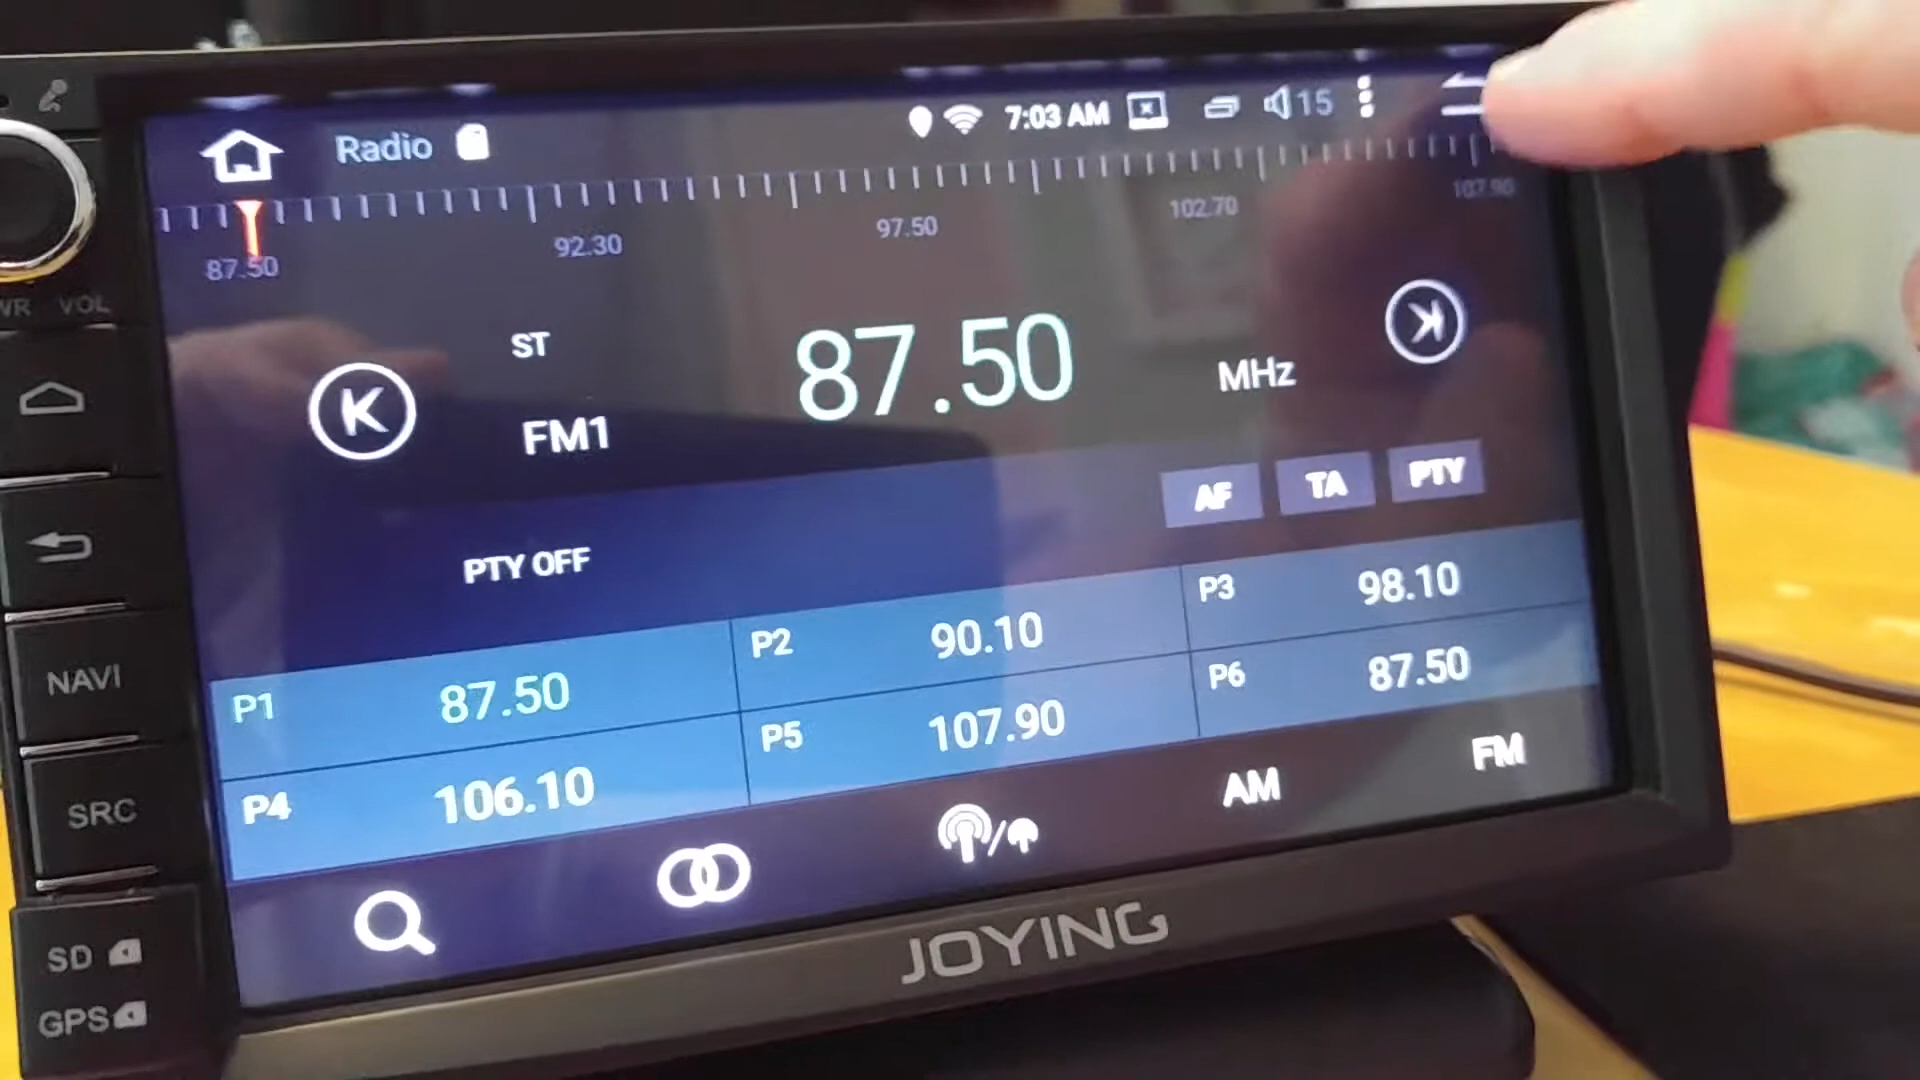 Radio 7:03 AM 15
87.50 92.30 97.50 102.70 107.90
ST 87.50 MHz
FM1
AF TA PTY
PTY OFF
P1 87.50 P2 90.10 P3 98.10
P4 106.10 P5 107.90 P6 87.50
AM FM
JOYING
WR VOL
NAVI
SRC
SD
GPS